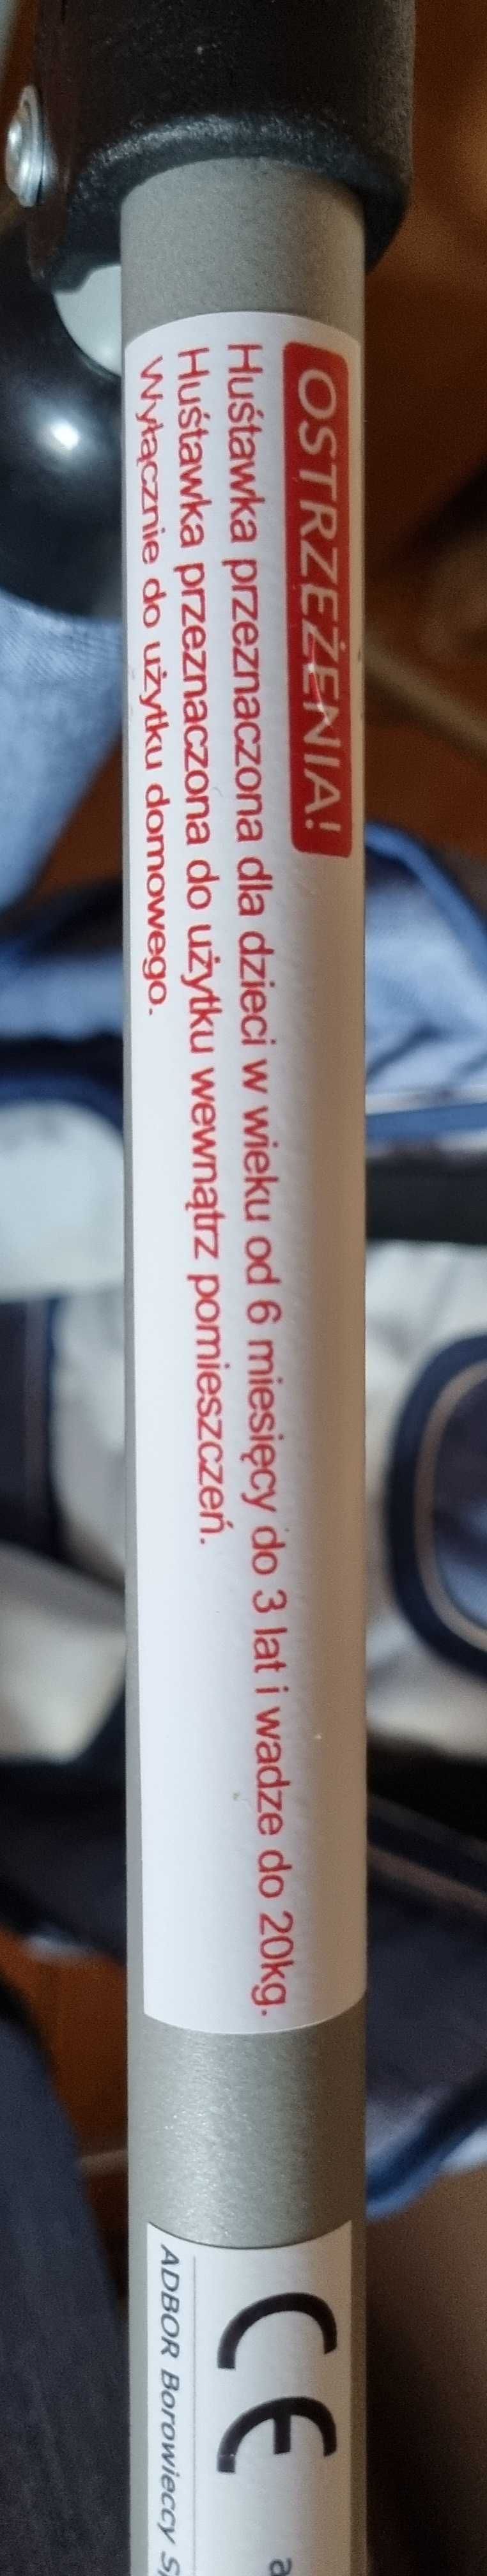 OSTRZEŻENIA!
Huśtawka przeznaczona dla dzieci w wieku od 6 miesięcy do 3 lat i wadze do 20kg.
Huśtawka przeznaczona do użytku wewnątrz pomieszczeń.
Wyłącznie do użytku domowego.
CE
ADBOR Borowieccy